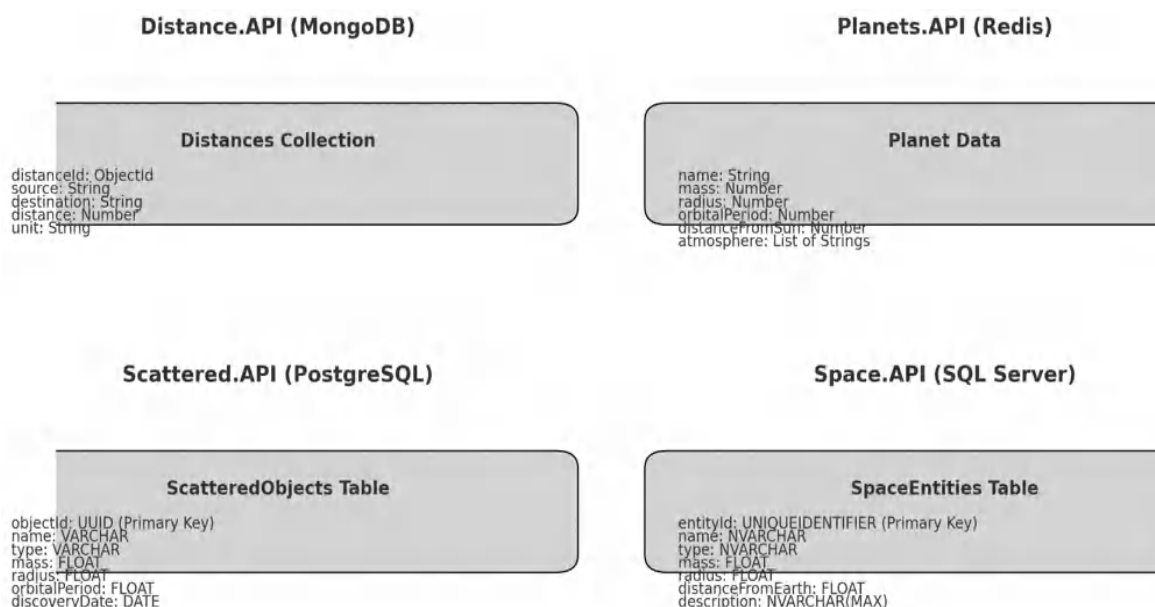 Distance.API (MongoDB)
Distances Collection
distanceId: ObjectId
source: String
destination: String
distance: Number
unit: String
Planets.API (Redis)
Planet Data
name: String
mass: Number
radius: Number
orbitalPeriod: Number
distanceFromSun: Number
atmosphere: List of Strings
Scattered.API (PostgreSQL)
ScatteredObjects Table
objectId: UUID (Primary Key)
name: VARCHAR
type: VARCHAR
mass: FLOAT
radius: FLOAT
orbitalPeriod: FLOAT
discoveryDate: DATE
Space.API (SQL Server)
SpaceEntities Table
entityId: UNIQUEIDENTIFIER (Primary Key)
name: NVARCHAR
type: NVARCHAR
mass: FLOAT
radius: FLOAT
distanceFromEarth: FLOAT
description: NVARCHAR(MAX)